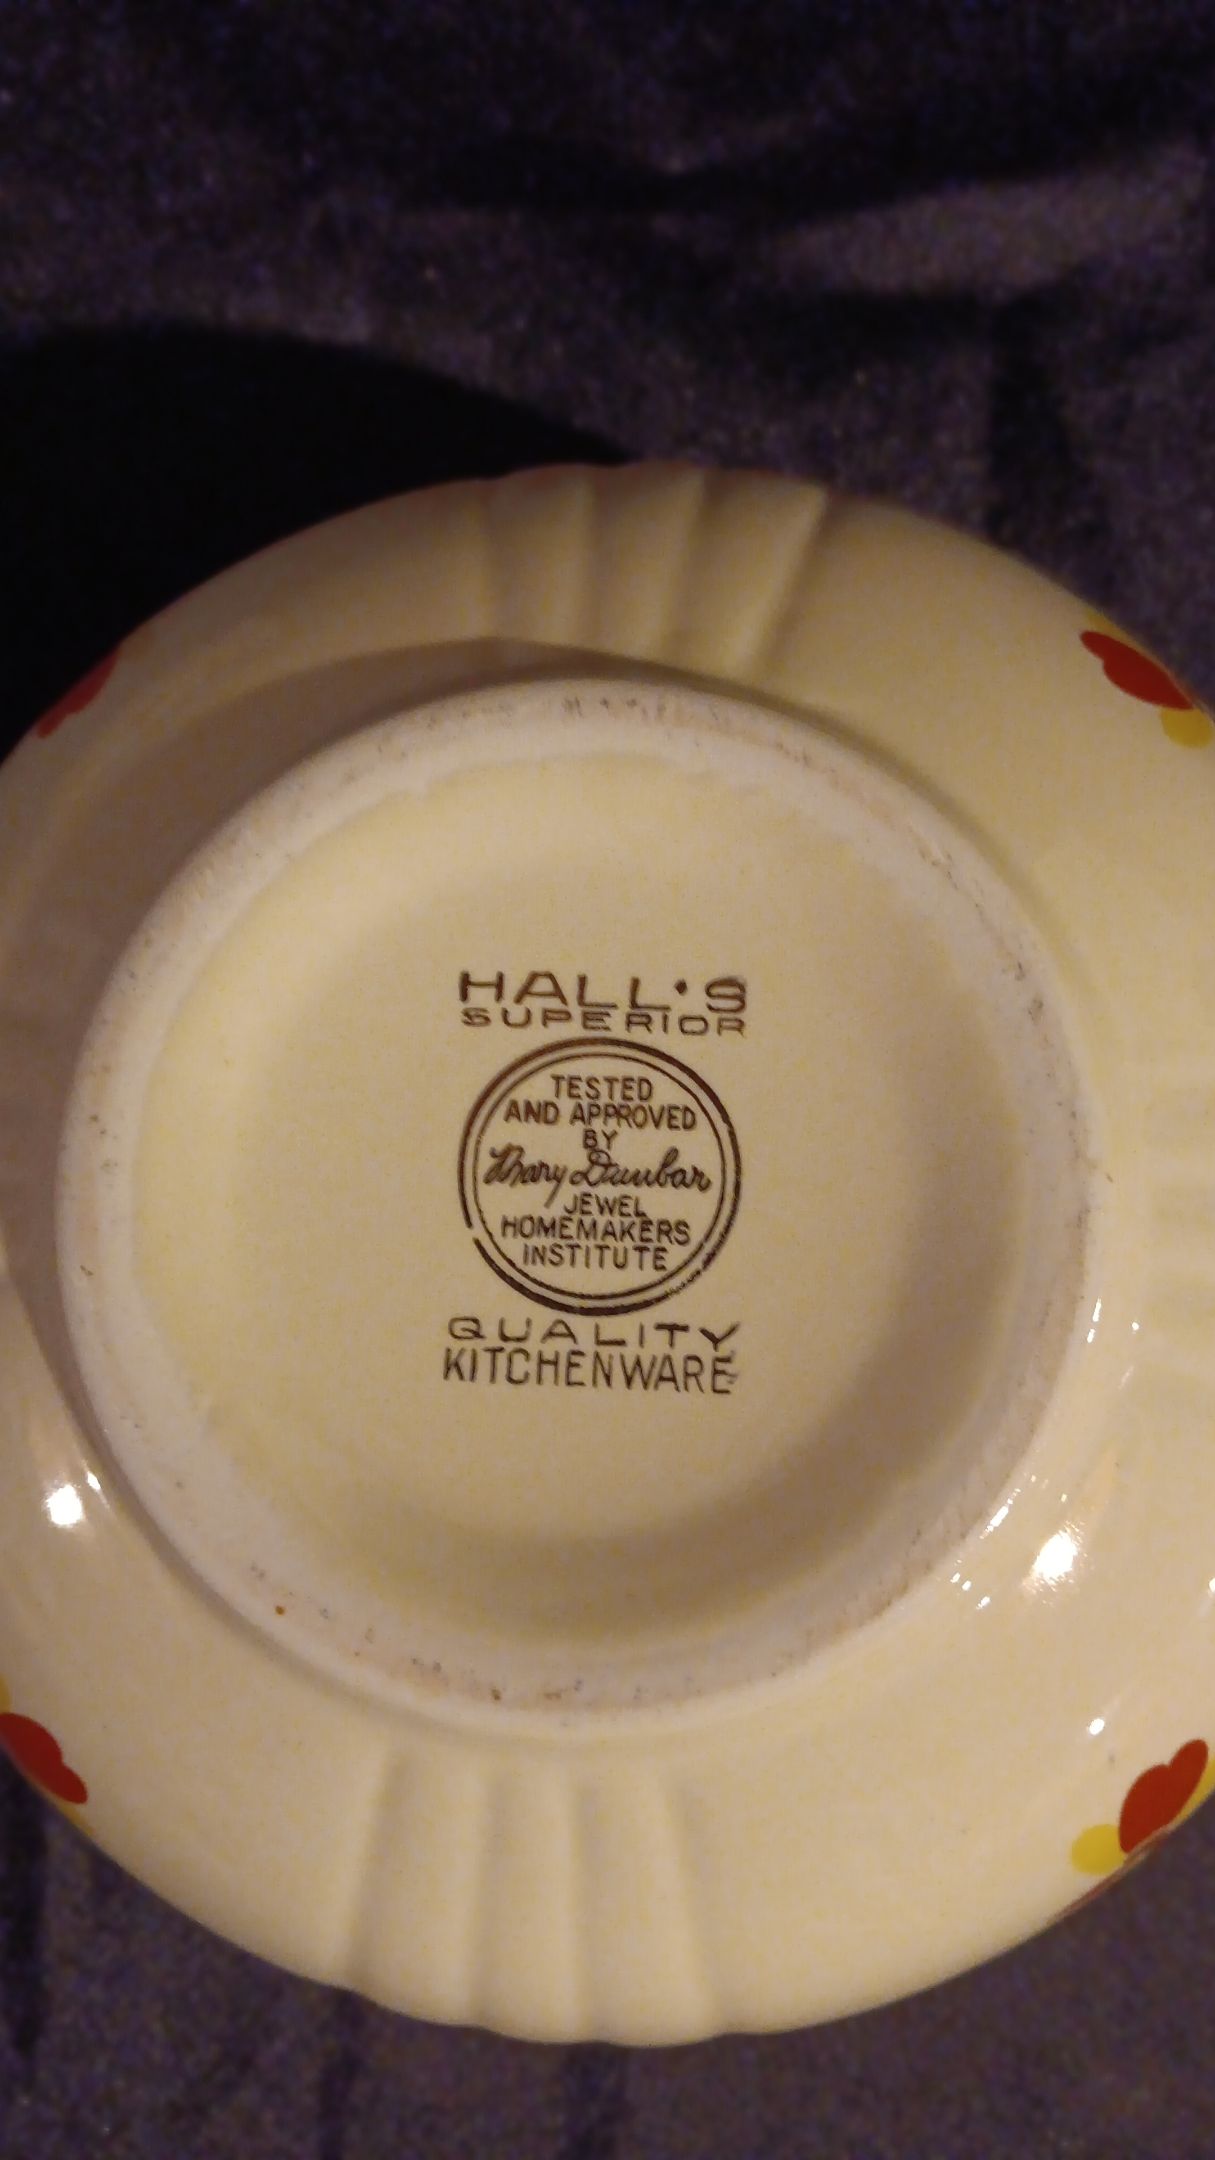 HALL'S
SUPERIOR
TESTED
AND APPROVED
BY
Mary Dunbar
JEWEL
HOMEMAKERS
INSTITUTE
QUALITY
KITCHENWARE